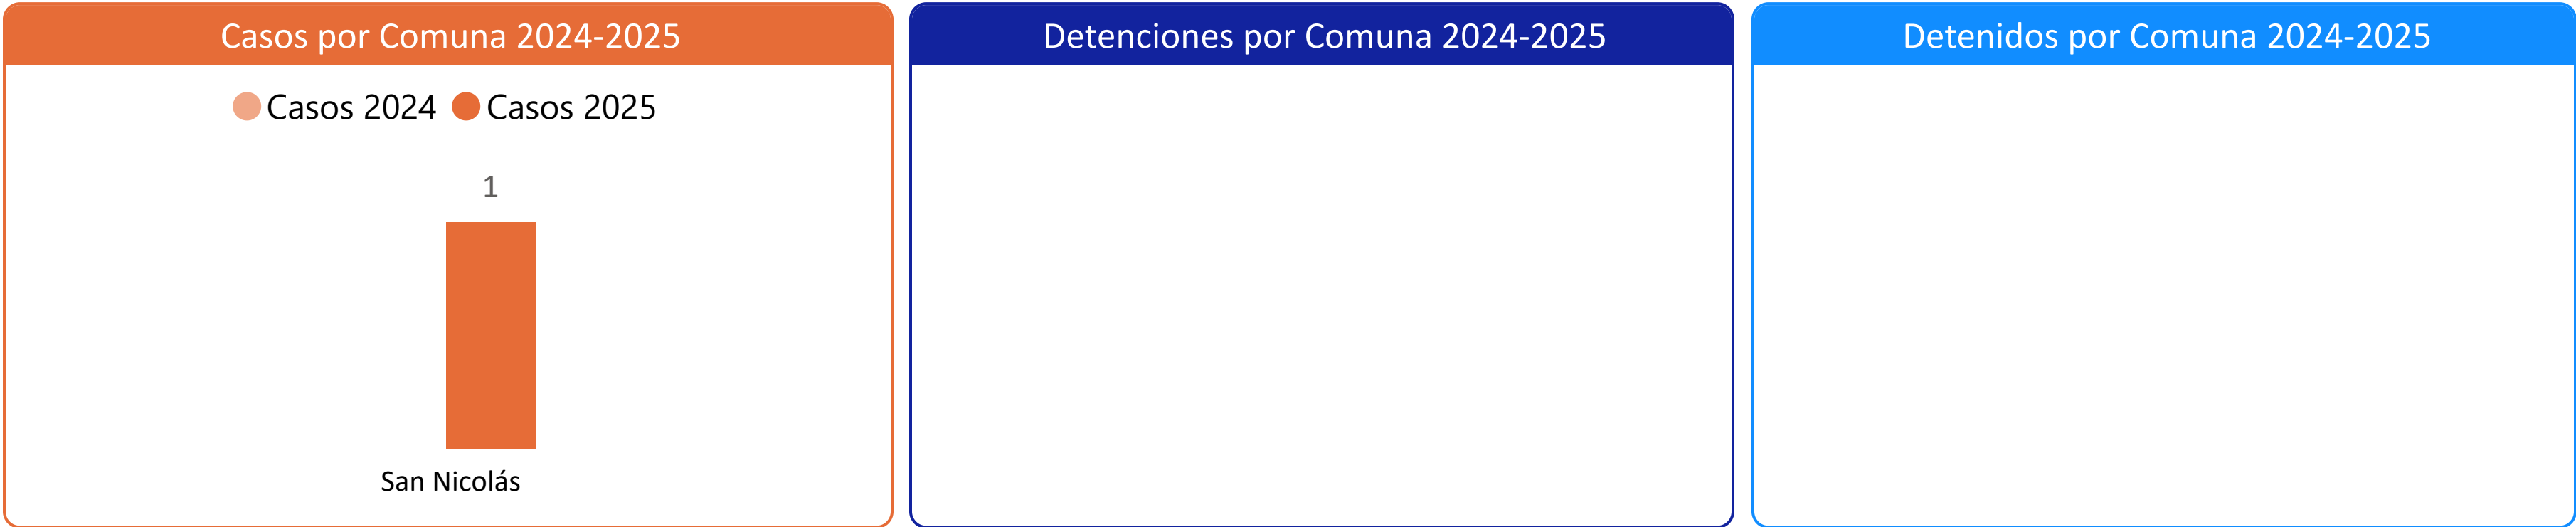 Casos por Comuna 2024-2025
Casos 2024 Casos 2025
1
San Nicolás
Detenciones por Comuna 2024-2025
Detenidos por Comuna 2024-2025